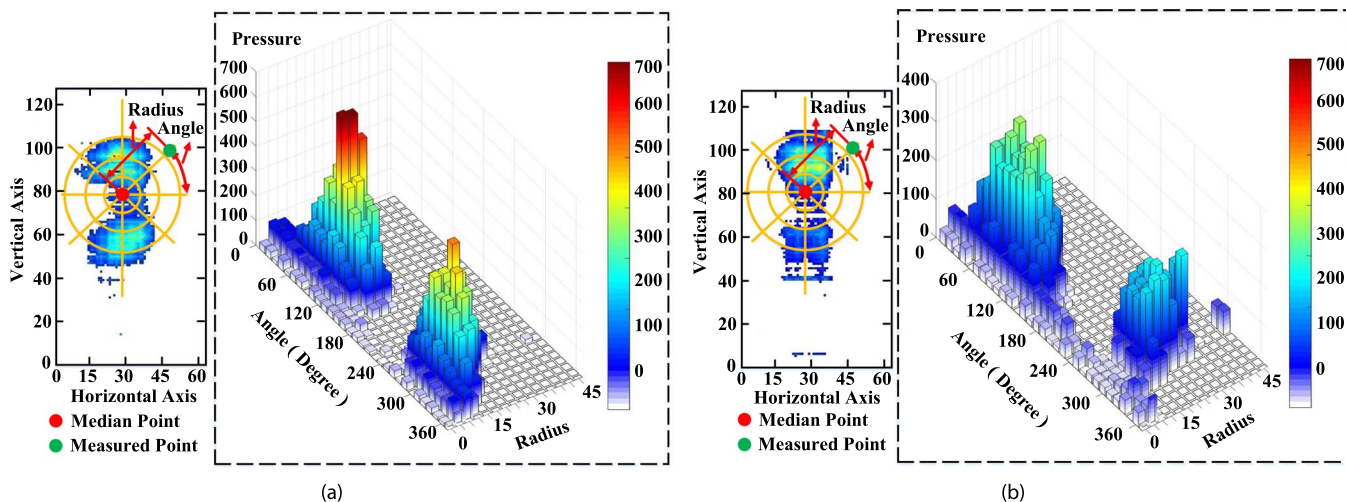 Pressure
700
600
500
400
300
200
100
0
0
60
120
180
240
300
360
Angle ( Degree )
0
15
30
45
Radius
700
600
500
400
300
200
100
0
120
100
80
60
40
20
0
Vertical Axis
Radius
Angle
0 15 30 45 60
Horizontal Axis
Median Point
Measured Point
(a)
Pressure
400
300
200
100
0
0
60
120
180
240
300
360
Angle ( Degree )
0
15
30
45
Radius
700
600
500
400
300
200
100
0
120
100
80
60
40
20
0
Vertical Axis
Radius
Angle
0 15 30 45 60
Horizontal Axis
Median Point
Measured Point
(b)